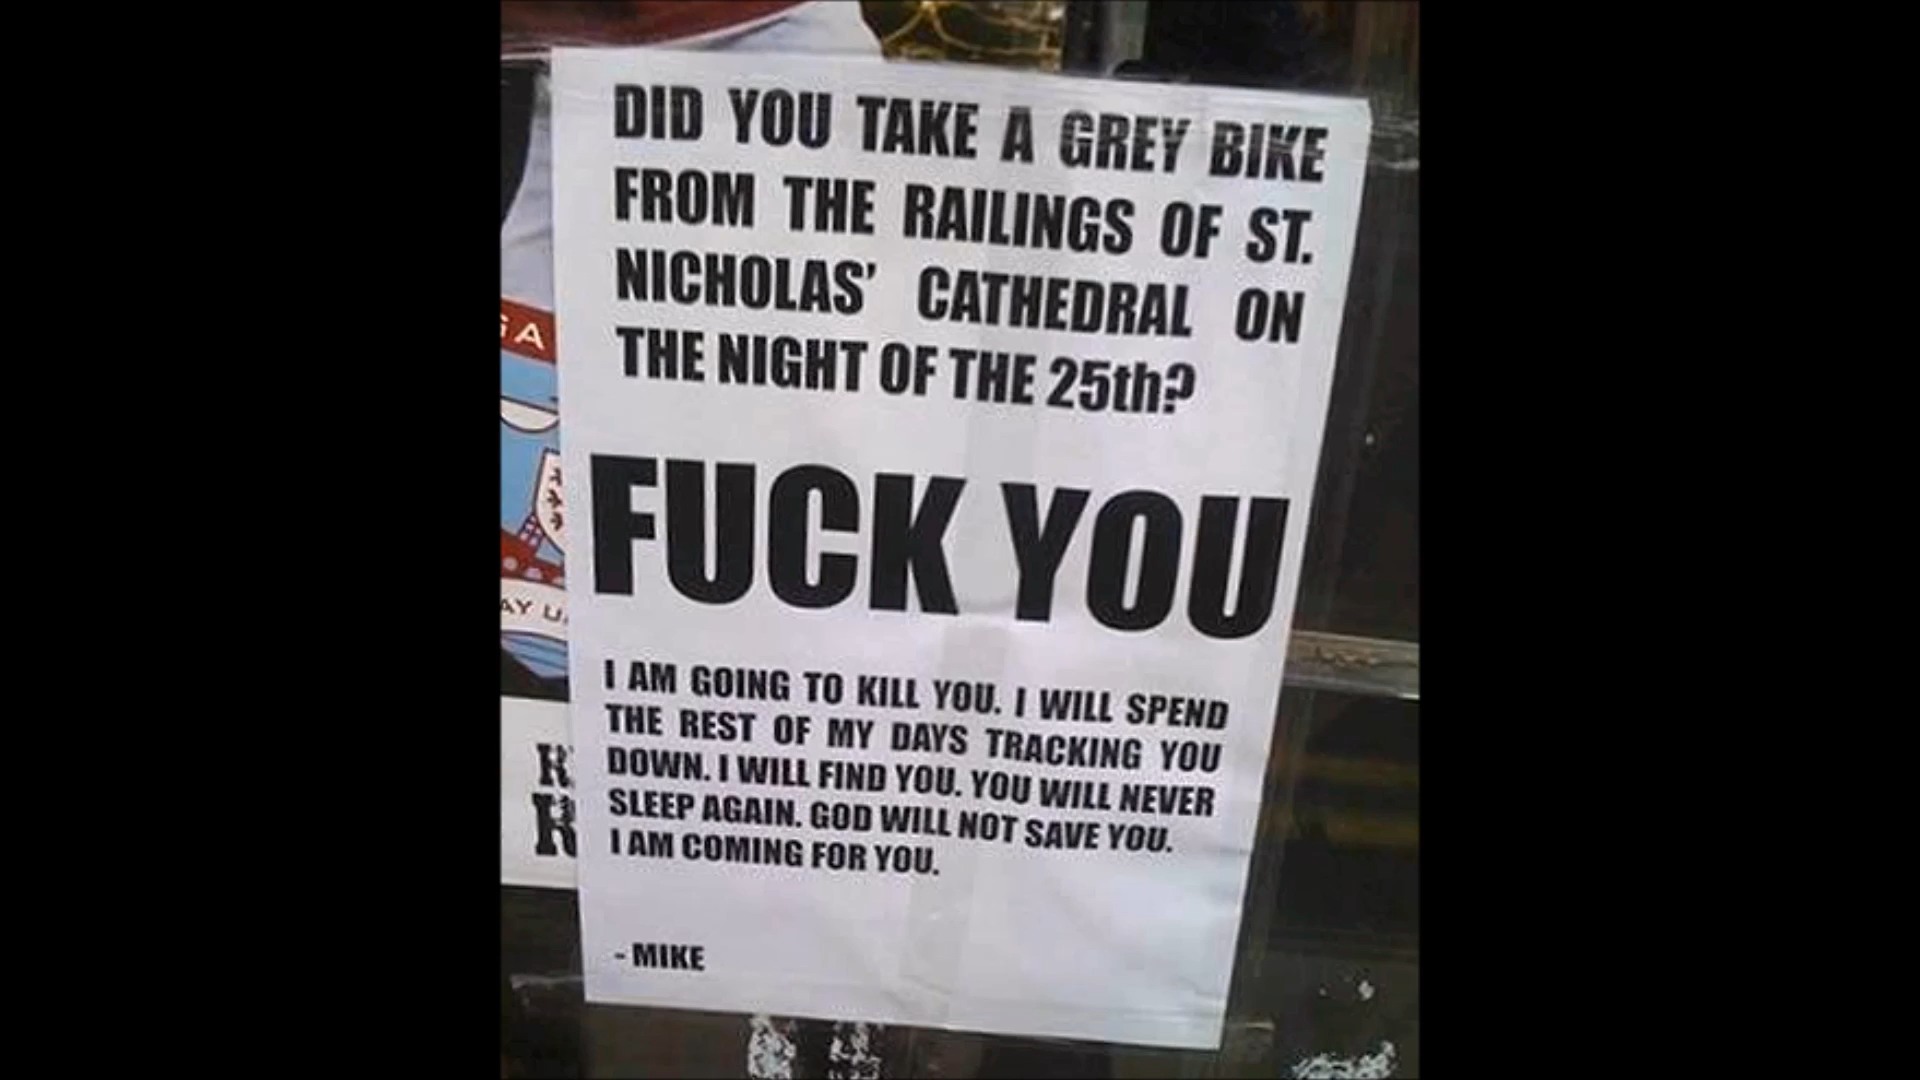 DID YOU TAKE A GREY BIKE
FROM THE RAILINGS OF ST.
NICHOLAS' CATHEDRAL ON
THE NIGHT OF THE 25th?
FUCK YOU
I AM GOING TO KILL YOU. I WILL SPEND
THE REST OF MY DAYS TRACKING YOU
DOWN. I WILL FIND YOU. YOU WILL NEVER
SLEEP AGAIN. GOD WILL NOT SAVE YOU.
I AM COMING FOR YOU.
- MIKE